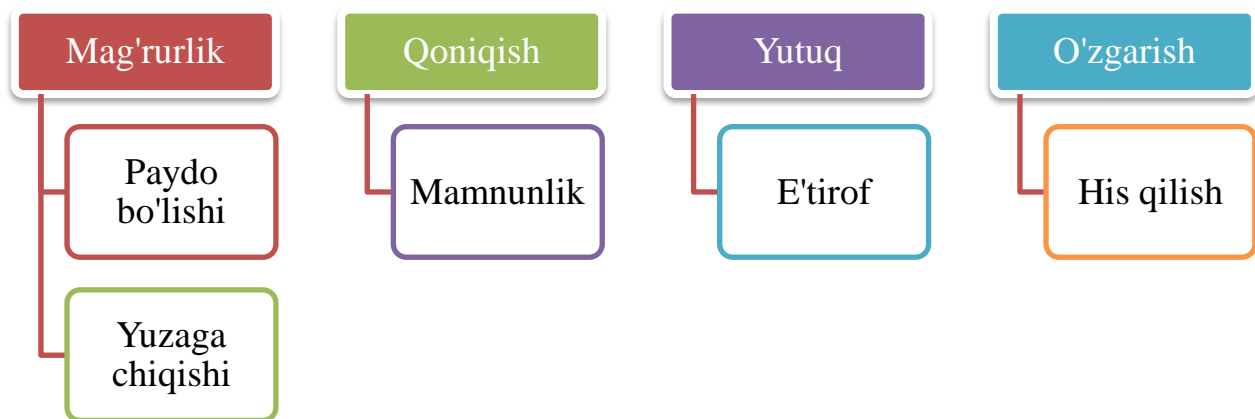 Mag'rurlik
Paydo
bo'lishi
Yuzaga
chiqishi
Qoniqish
Mamnunlik
Yutuq
E'tirof
O'zgarish
His qilish